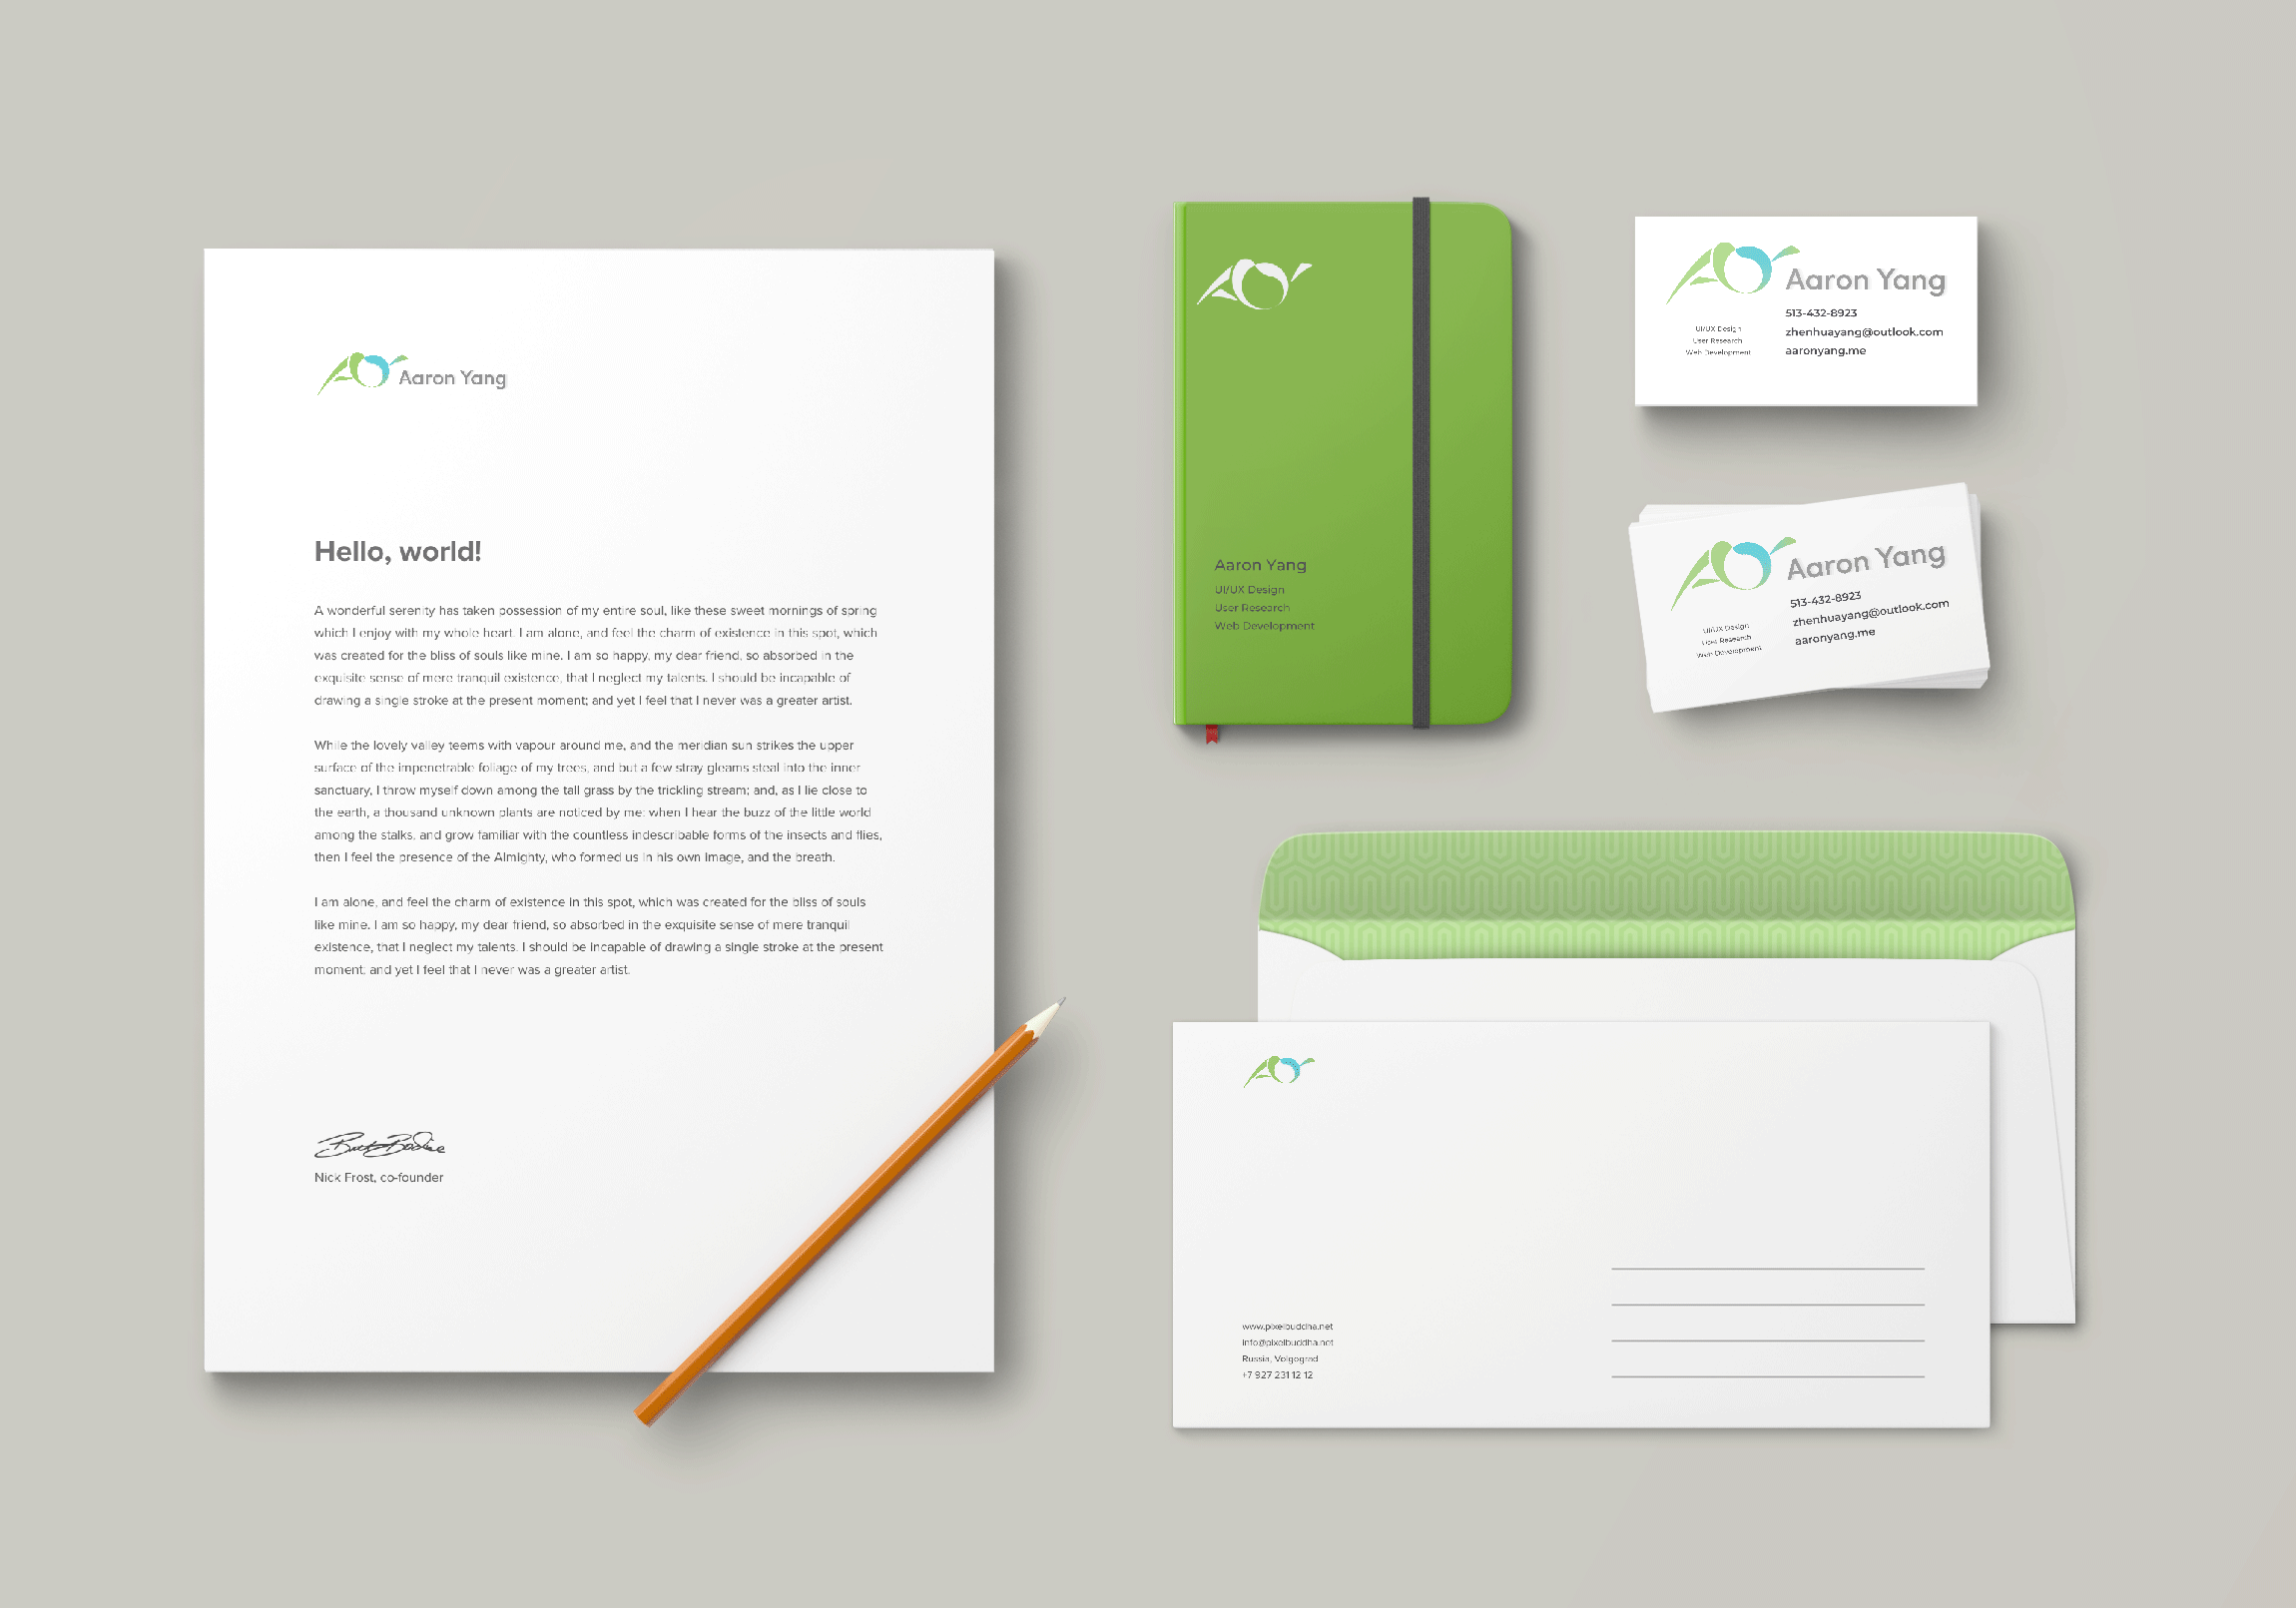 Aaron Yang
Hello, world!
A wonderful serenity has taken possession of my entire soul, like these sweet mornings of spring
which I enjoy with my whole heart. I am alone, and feel the charm of existence in this spot, which
was created for the bliss of souls like mine. I am so happy, my dear friend, so absorbed in the
exquisite sense of mere tranquil existence, that I neglect my talents. I should be incapable of
drawing a single stroke at the present moment; and yet I feel that I never was a greater artist.
While the lovely valley teems with vapour around me, and the meridian sun strikes the upper
surface of the impenetrable foliage of my trees, and but a few stray gleams steal into the inner
sanctuary, I throw myself down among the tall grass by the trickling stream; and, as I lie close to
the earth, a thousand unknown plants are noticed by me: when I hear the buzz of the little world
among the stalks, and grow familiar with the countless indescribable forms of the insects and flies,
then I feel the presence of the Almighty, who formed us in his own image, and the breath.
I am alone, and feel the charm of existence in this spot, which was created for the bliss of souls
like mine. I am so happy, my dear friend, so absorbed in the exquisite sense of mere tranquil
existence, that I neglect my talents. I should be incapable of drawing a single stroke at the present
moment; and yet I feel that I never was a greater artist.
Nick Frost, co-founder
Aaron Yang
UI/UX Design
User Research
Web Development
Aaron Yang
513-432-8923
zhenhuayang@outlook.com
aaronyang.me
UI/UX Design
User Research
Web Development
Aaron Yang
513-432-8923
zhenhuayang@outlook.com
aaronyang.me
UI/UX Design
User Research
Web Development
www.pixelbuddha.net
info@pixelbuddha.net
Russia, Volgograd
+7 927 231 12 12